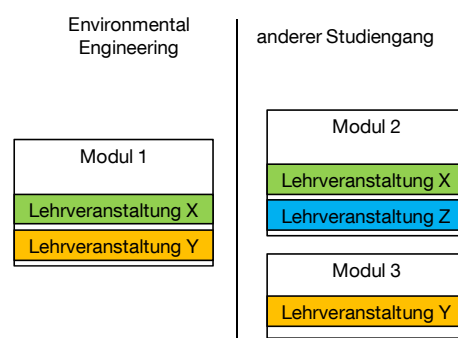 Environmental
Engineering
Modul 1
Lehrveranstaltung X
Lehrveranstaltung Y
anderer Studiengang
Modul 2
Lehrveranstaltung X
Lehrveranstaltung Z
Modul 3
Lehrveranstaltung Y